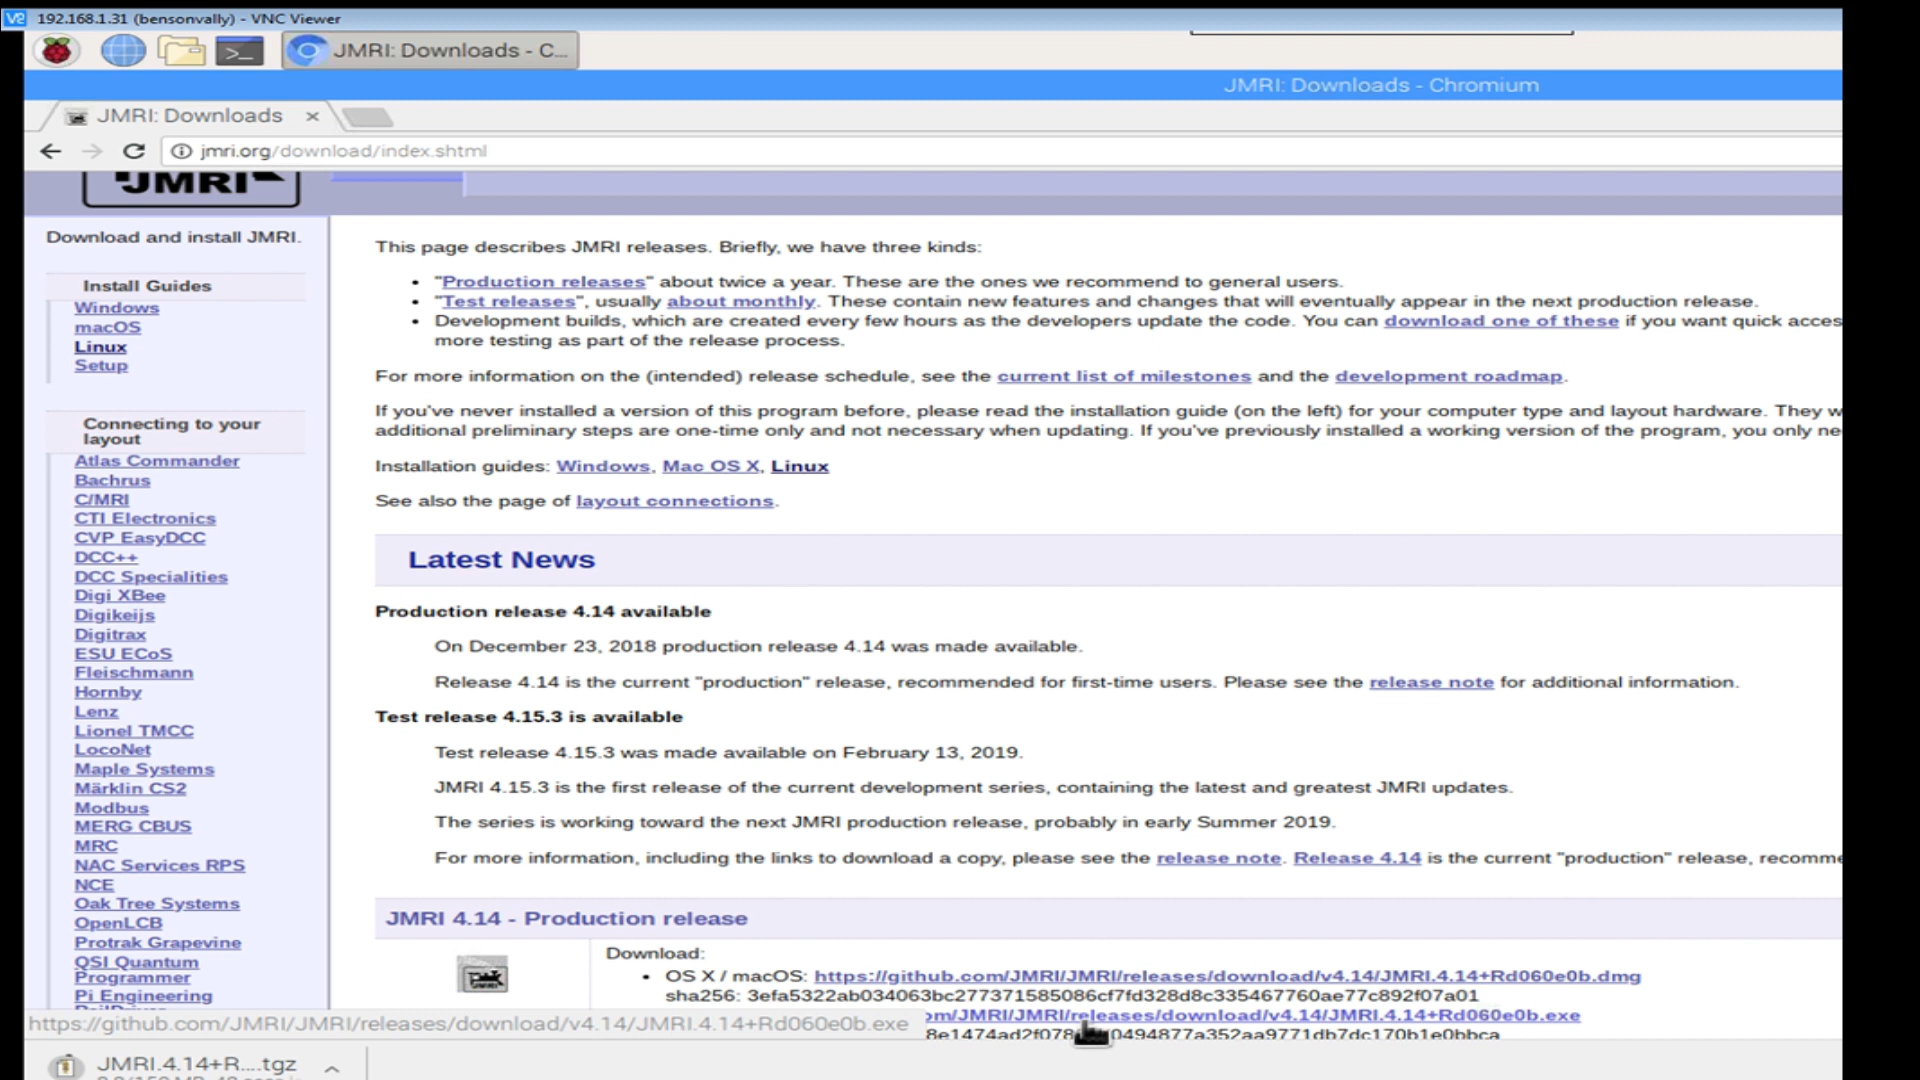 192.168.1.31 (bensonvally) - VNC Viewer
JMRI: Downloads - C...
JMRI: Downloads - Chromium
JMRI: Downloads
jmri.org/download/index.shtml
JMRI
Download and install JMRI.
Install Guides
Windows
macOS
Linux
Setup
Connecting to your
layout
Atlas Commander
Bachrus
C/MRI
CTI Electronics
CVP EasyDCC
DCC++
DCC Specialities
Digi XBee
Digikeijs
Digitrax
ESU ECoS
Fleischmann
Hornby
Lenz
Lionel TMCC
LocoNet
Maple Systems
Märklin CS2
Modbus
MERG CBUS
MRC
NAC Services RPS
NCE
Oak Tree Systems
OpenLCB
Protrak Grapevine
QSI Quantum
Programmer
Pi Engineering
This page describes JMRI releases. Briefly, we have three kinds:
• "Production releases" about twice a year. These are the ones we recommend to general users.
• "Test releases", usually about monthly. These contain new features and changes that will eventually appear in the next production release.
• Development builds, which are created every few hours as the developers update the code. You can download one of these if you want quick acces
more testing as part of the release process.
For more information on the (intended) release schedule, see the current list of milestones and the development roadmap.
If you've never installed a version of this program before, please read the installation guide (on the left) for your computer type and layout hardware. They w
additional preliminary steps are one-time only and not necessary when updating. If you've previously installed a working version of the program, you only ne
Installation guides: Windows, Mac OS X, Linux
See also the page of layout connections.
Latest News
Production release 4.14 available
On December 23, 2018 production release 4.14 was made available.
Release 4.14 is the current "production" release, recommended for first-time users. Please see the release note for additional information.
Test release 4.15.3 is available
Test release 4.15.3 was made available on February 13, 2019.
JMRI 4.15.3 is the first release of the current development series, containing the latest and greatest JMRI updates.
The series is working toward the next JMRI production release, probably in early Summer 2019.
For more information, including the links to download a copy, please see the release note. Release 4.14 is the current "production" release, recomme
JMRI 4.14 - Production release
Download:
• OS X / macOS: https://github.com/JMRI/JMRI/releases/download/v4.14/JMRI.4.14+Rd060e0b.dmg
sha256: 3efa5322ab034063bc277371585086cf7fd328d8c335467760ae77c892f07a01
om/JMRI/JMRI/releases/download/v4.14/JMRI.4.14+Rd060e0b.exe
8e1474ad2f078 0494877a352aa9771db7dc170b1e0bbca
https://github.com/JMRI/JMRI/releases/download/v4.14/JMRI.4.14+Rd060e0b.exe
JMRI.4.14+R....tgz